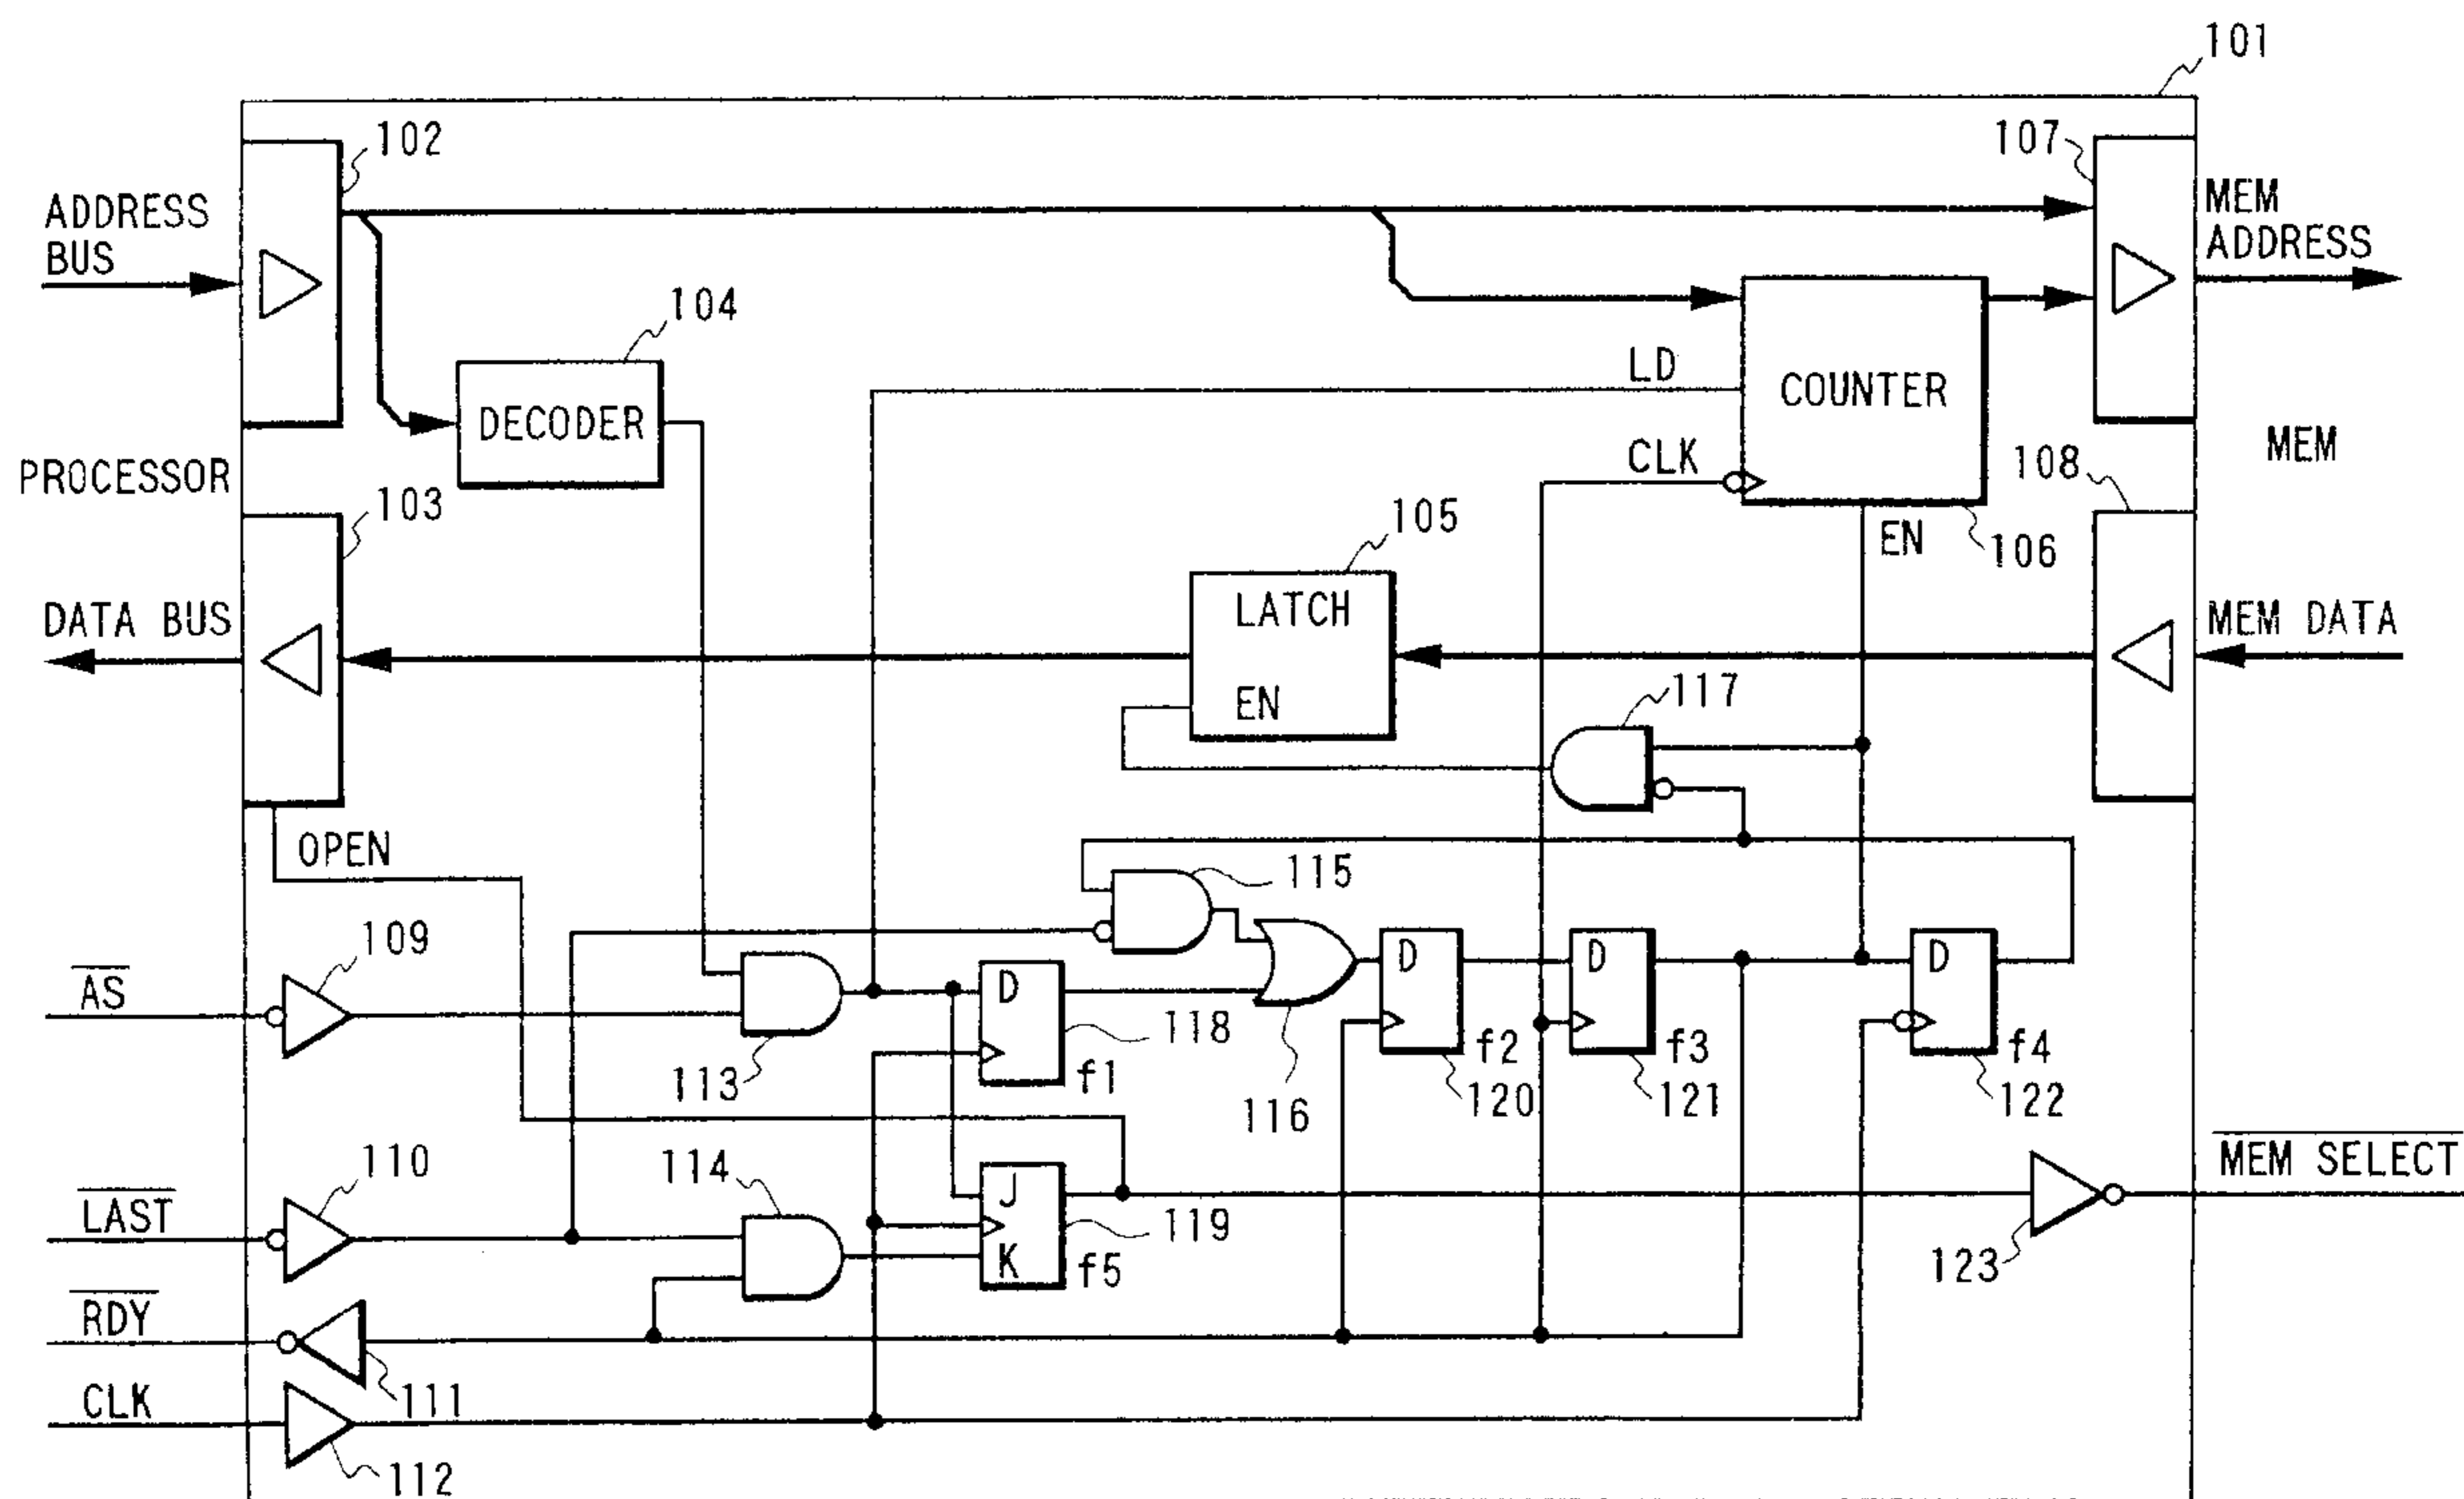 101
102
107
ADDRESS
BUS
MEM
ADDRESS
104
LD
COUNTER
DECODER
CLK
MEM
PROCESSOR
103
108
105
EN
106
DATA BUS
LATCH
MEM DATA
EN
117
OPEN
115
109
AS
D
D
D
D
118
f1
f2
f3
f4
113
116
120
121
122
110
114
MEM SELECT
LAST
J
119
K
f5
123
RDY
111
CLK
112